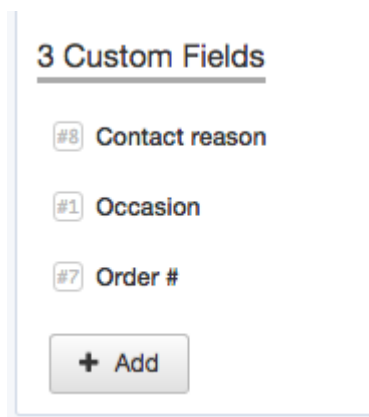 3 Custom Fields
#8 Contact reason
#1 Occasion
#7 Order #
+ Add